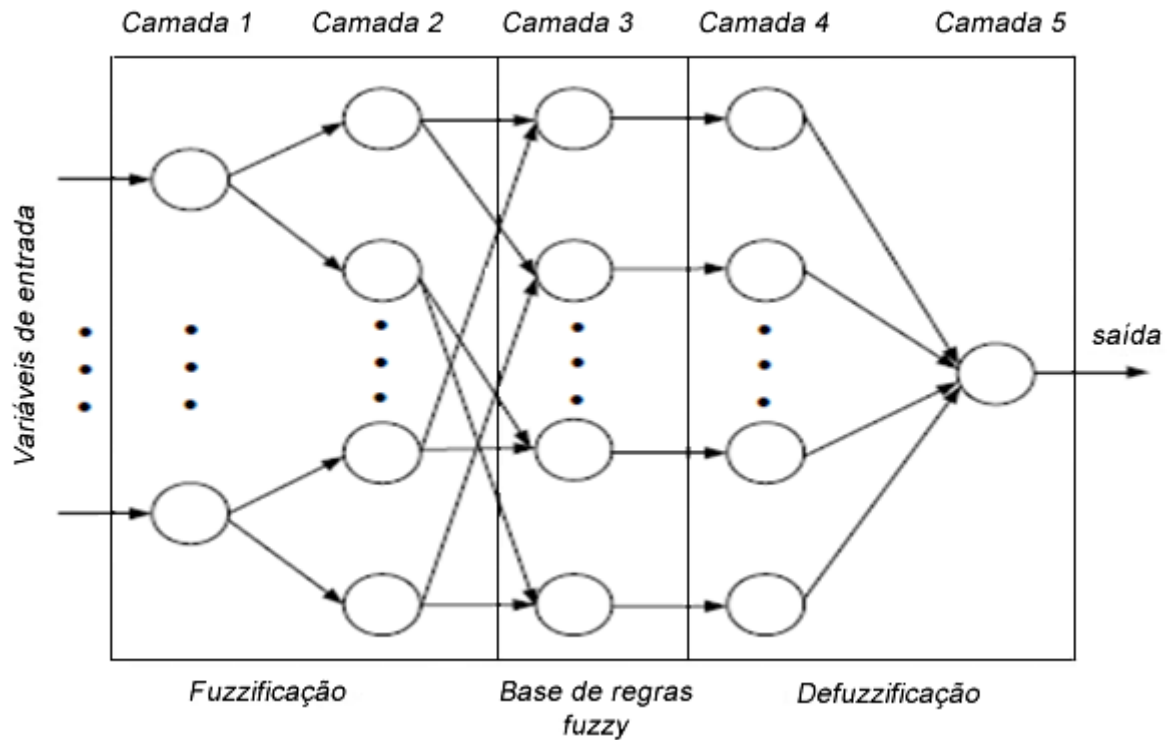 Camada 1
Camada 2
Camada 3
Camada 4
Camada 5
Variáveis de entrada
saída
Fuzzificação
Base de regras
fuzzy
Defuzzificação